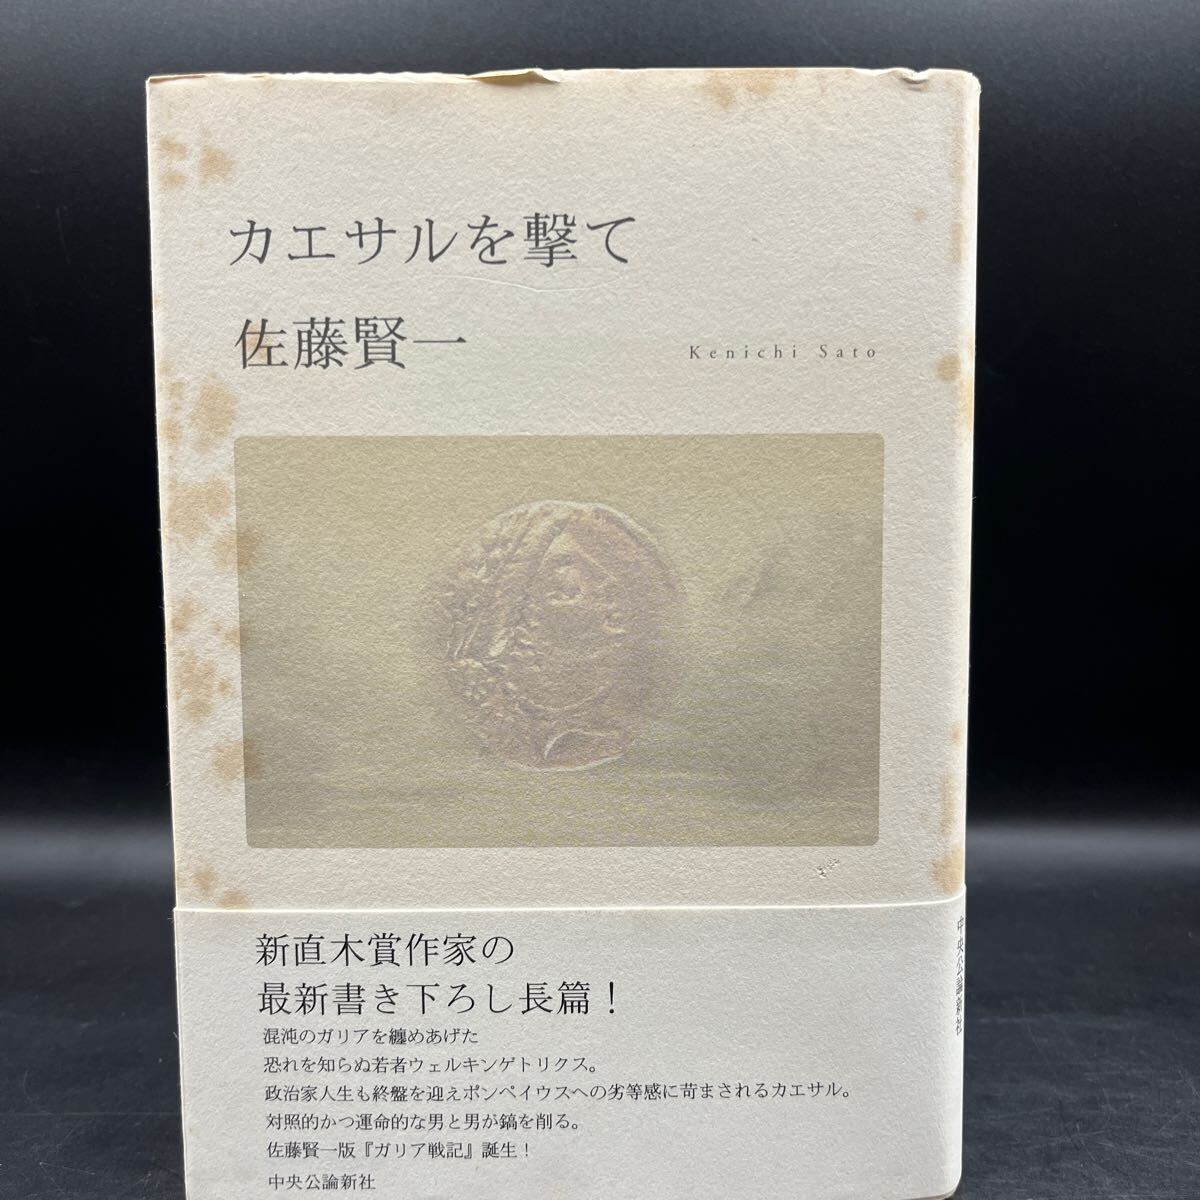 カエサルを撃て
佐藤賢一
Kenichi Sato
新直木賞作家の
最新書き下ろし長篇！
混沌のガリアを纏めあげた
恐れを知らぬ若者ウェルキンゲトリクス。
政治家人生も終盤を迎えポンペイウスへの劣等感に苛まされるカエサル。
対照的かつ運命的な男と男が鎬を削る。
佐藤賢一版『ガリア戦記』誕生！
中央公論新社
中央公論新社